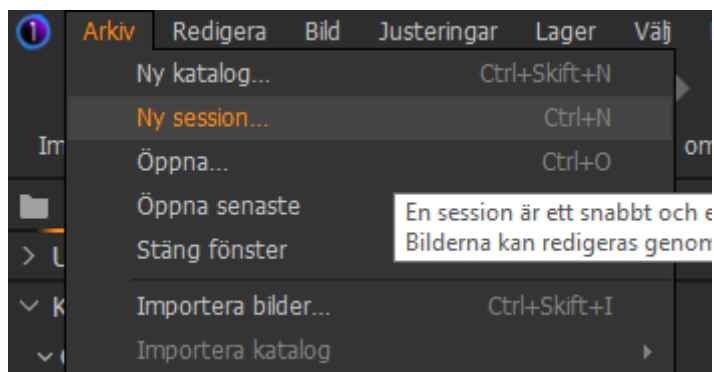 Arkiv Redigera Bild Justeringar Lager Välj
Ny katalog... Ctrl+Skift+N
Ny session... Ctrl+N
Öppna... Ctrl+O
Öppna senaste
En session är ett snabbt och
Bilderna kan redigeras genom
Stäng fönster
Importera bilder... Ctrl+Skift+I
Importera katalog